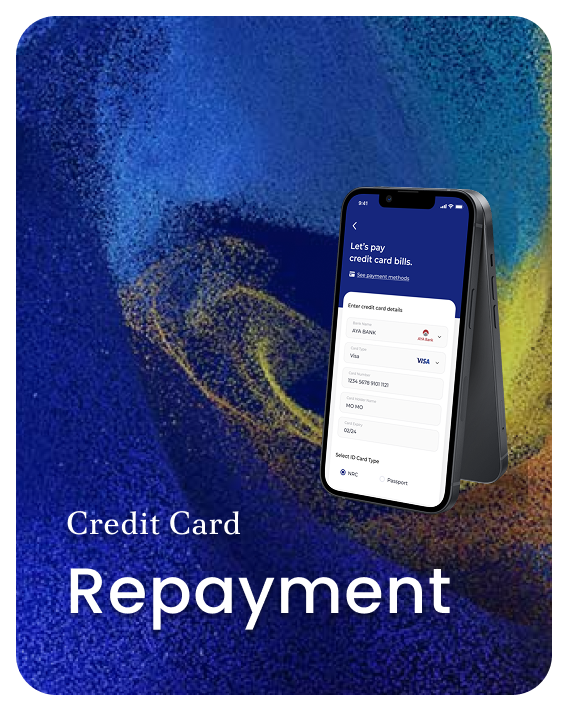 9:41
Let's pay
credit card bills.
See payment methods
Enter credit card details
Bank Name
AYA BANK
AYA Bank
Card Type
Visa
VISA
Card Number
1234 5678 9101 1121
Card Holder Name
MO MO
Card Expiry
02/24
Select ID Card Type
NRC
Passport
Credit Card
Repayment